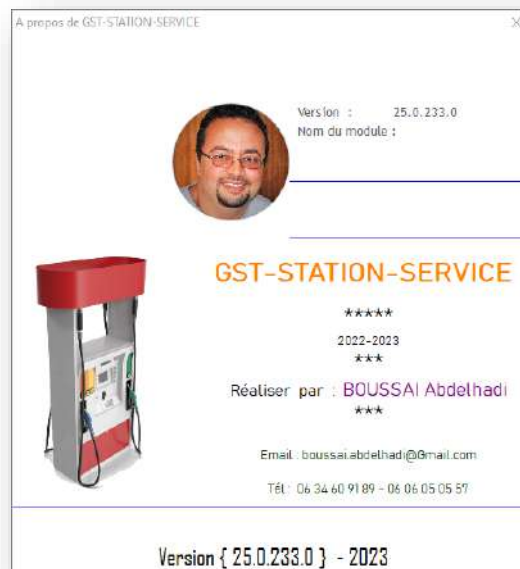 A propos de GST-STATION-SERVICE
Version : 25.0.233.0
Nom du module :
GST-STATION-SERVICE
*****
2022-2023
***
Réaliser par : BOUSSAI Abdelhadi
***
Email : boussai.abdelhadi@Gmail.com
Tél : 06 34 60 91 89 - 06 06 05 05 57
Version { 25.0.233.0 } - 2023